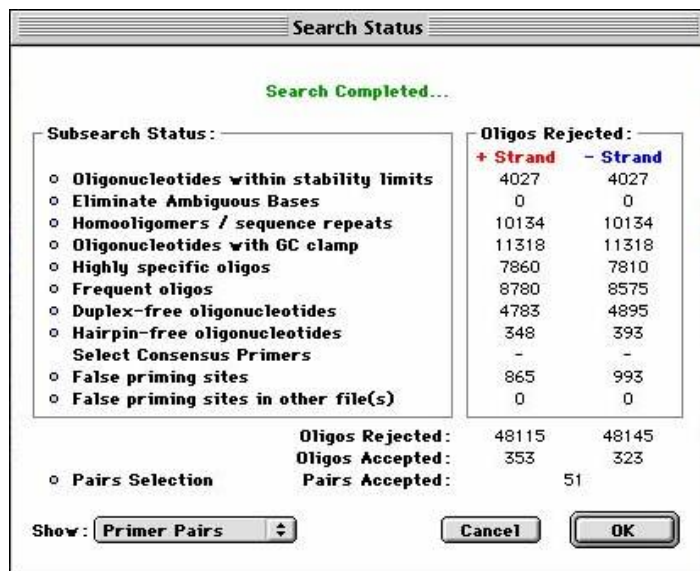 Search Status
Search Completed...
Subsearch Status: Oligos Rejected:
+ Strand - Strand
Oligonucleotides within stability limits 4027 4027
Eliminate Ambiguous Bases 0 0
Homooligomers / sequence repeats 10134 10134
Oligonucleotides with GC clamp 11318 11318
Highly specific oligos 7860 7810
Frequent oligos 8780 8575
Duplex-free oligonucleotides 4783 4895
Hairpin-free oligonucleotides 348 393
Select Consensus Primers - -
False priming sites 865 993
False priming sites in other file(s) 0 0
Oligos Rejected: 48115 48145
Oligos Accepted: 353 323
Pairs Selection Pairs Accepted: 51
Show: Primer Pairs Cancel OK